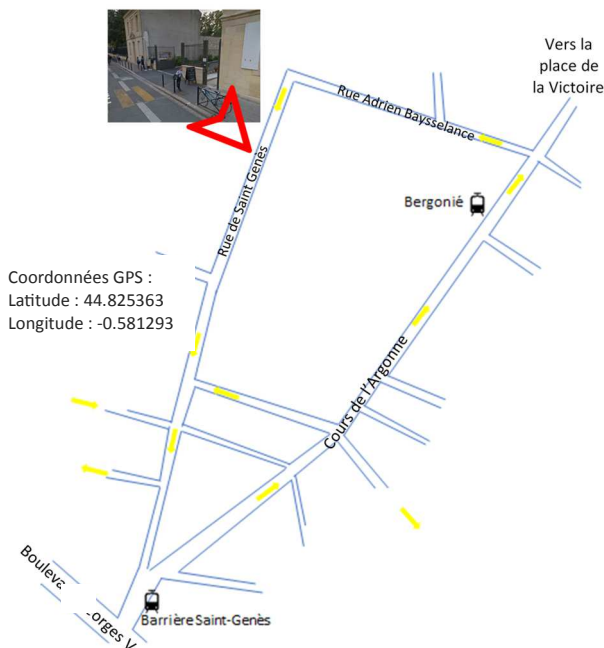 Vers la
place de
la Victoire
Rue Adrien Baysselance
Rue de Saint Genès
Bergonié
Coordonnées GPS :
Latitude : 44.825363
Longitude : -0.581293
Cours de l'Argonne
Barrière Saint-Genès